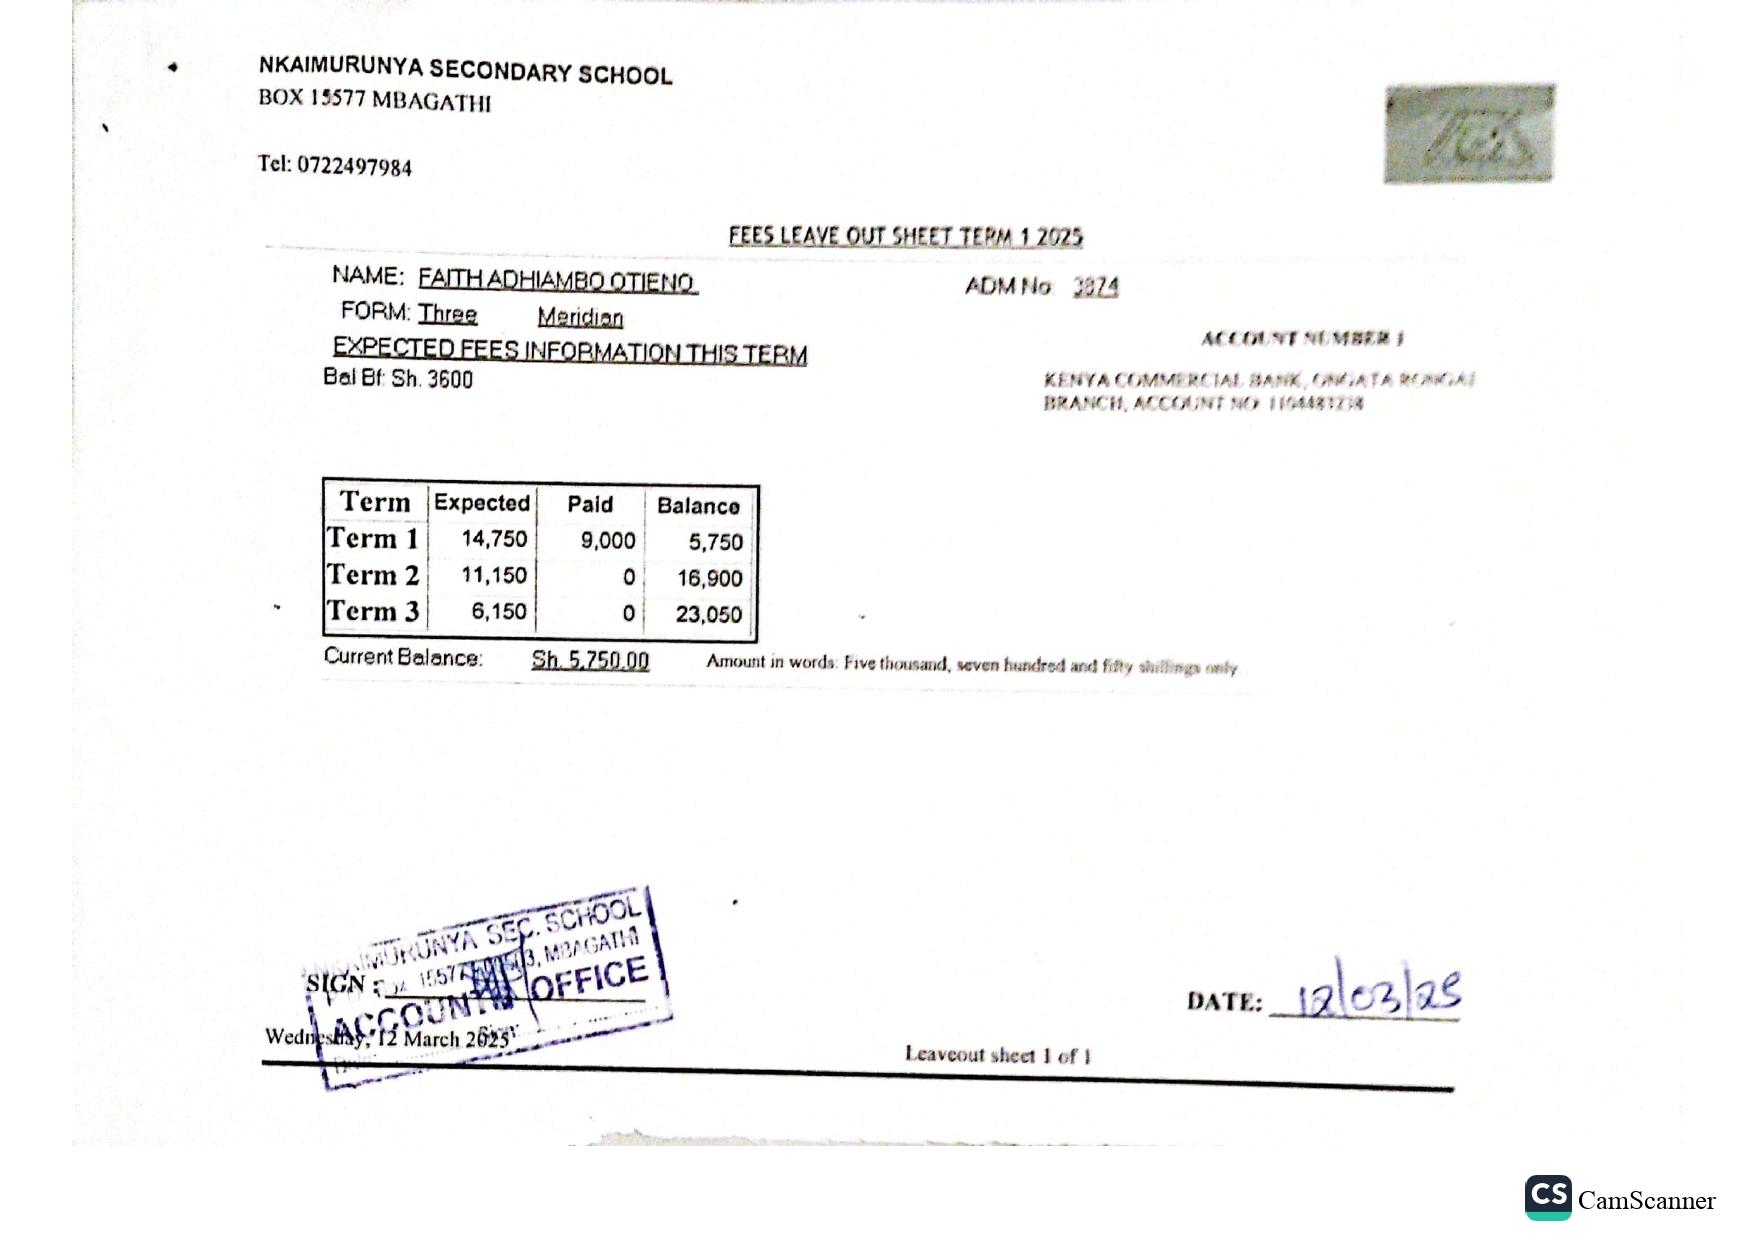 NKAIMURUNYA SECONDARY SCHOOL
BOX 15577 MBAGATHI
Tel: 0722497984
FEES LEAVE OUT SHEET TERM 1 2025
NAME: FAITH ADHIAMBO OTIENO
ADM No
FORM: Three Meridian
ACCOUNT NUMBER 1
EXPECTED FEES INFORMATION THIS TERM
Bal Bf: Sh. 3600
KENYA COMMERCIAL BANK, ONGATA RONGAI
BRANCH, ACCOUNT NO
Term Expected Paid Balance
Term 1 14,750 9,000 5,750
Term 2 11,150 0 16,900
Term 3 6,150 0 23,050
Current Balance: Sh. 5,750.00 Amount in words: Five thousand, seven hundred and fifty shillings only
NKAIMURUNYA SEC. SCHOOL
15577 MBAGATHI
ACCOUNTS OFFICE
SIGN :
DATE: 12/03/25
Wednesday, 12 March 2025
Leaveout sheet 1 of 1
CS CamScanner